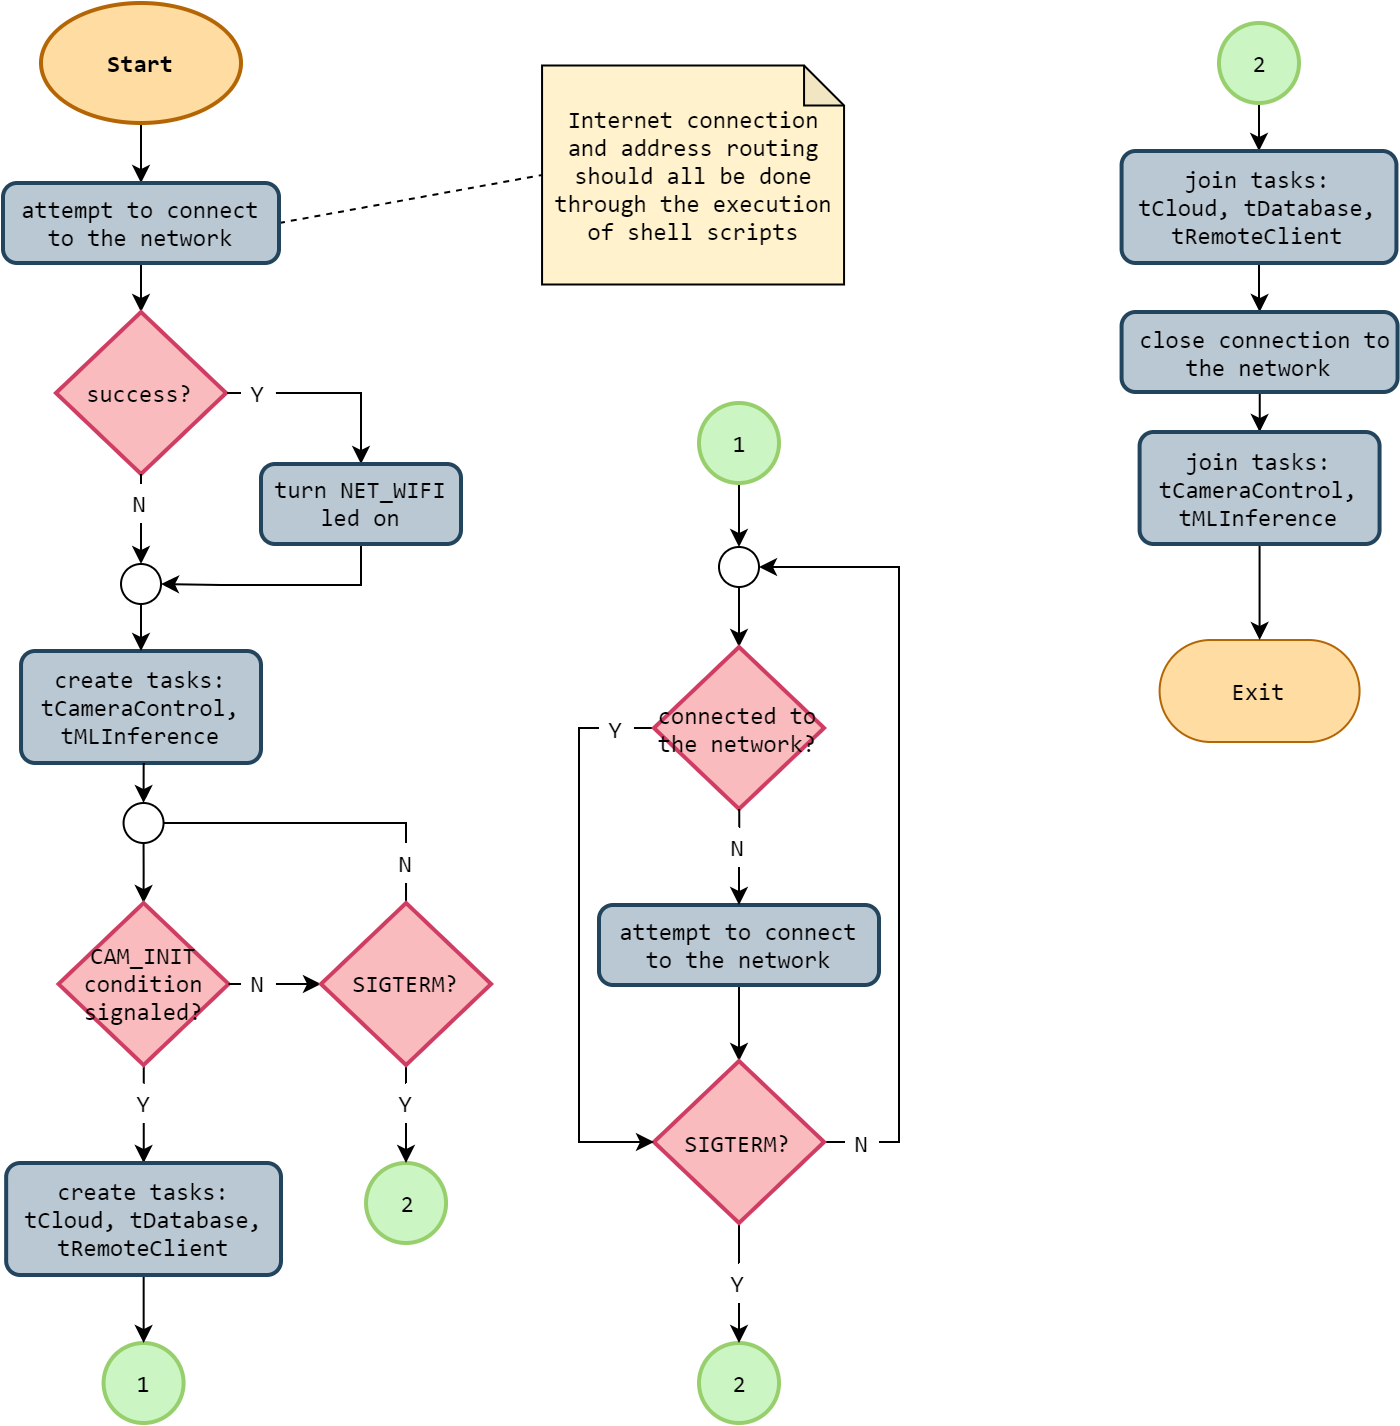 Start
attempt to connect
to the network
Internet connection
and address routing
should all be done
through the execution
of shell scripts
success?
Y
N
turn NET_WIFI
led on
create tasks:
tCameraControl,
tMLInference
N
CAM_INIT
condition
signaled?
N
SIGTERM?
Y
Y
create tasks:
tCloud, tDatabase,
tRemoteClient
2
1
1
connected to
the network?
Y
N
attempt to connect
to the network
SIGTERM?
N
Y
2
2
join tasks:
tCloud, tDatabase,
tRemoteClient
close connection to
the network
join tasks:
tCameraControl,
tMLInference
Exit